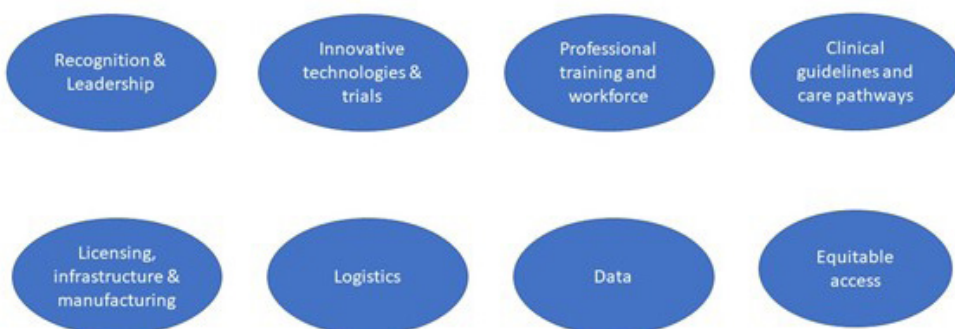 Recognition &
Leadership
Innovative
technologies &
trials
Professional
training and
workforce
Clinical
guidelines and
care pathways
Licensing,
infrastructure &
manufacturing
Logistics
Data
Equitable
access